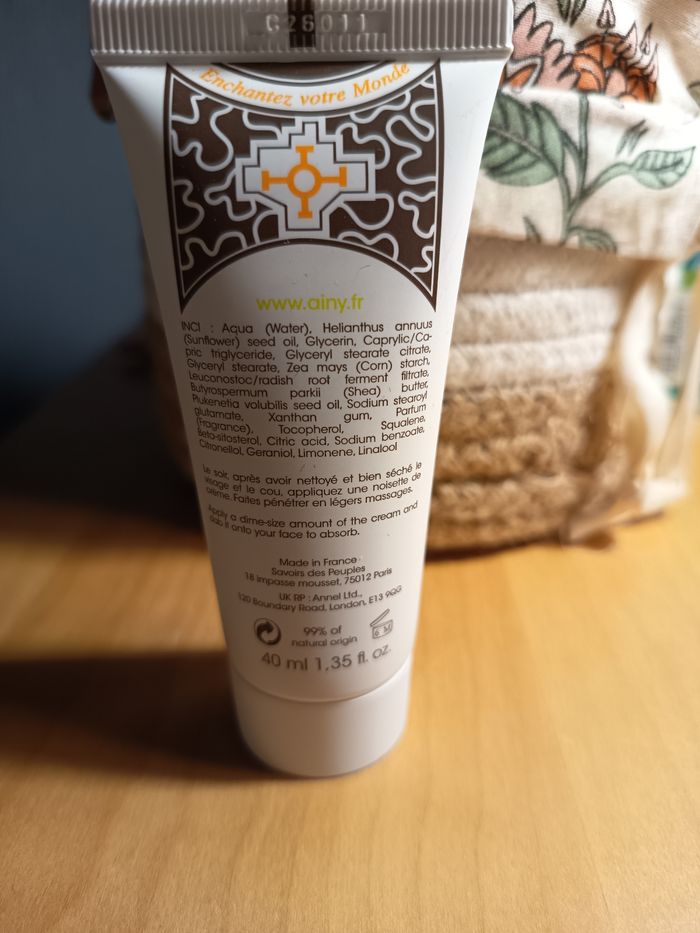 G26011
Enchantez votre Monde
www.ainy.fr
INCI : Aqua (Water), Helianthus annuus
(Sunflower) seed oil, Glycerin, Caprylic/Ca-
pric triglyceride, Glyceryl stearate citrate,
Glyceryl stearate, Zea mays (Corn) starch,
Leuconostoc/radish root ferment filtrate,
Butyrospermum parkii (Shea) butter,
Plukenetia volubilis seed oil, Sodium stearoyl
glutamate, Xanthan gum, Parfum
(Fragrance), Tocopherol, Squalene,
Beta-sitosterol, Citric acid, Sodium benzoate,
Citronellol, Geraniol, Limonene, Linalool
Le soir, après avoir nettoyé et bien séché le
visage et le cou, appliquez une noisette de
crème. Faites pénétrer en légers massages.
Apply a dime-size amount of the cream and
dab it onto your face to absorb.
Made in France
Savoirs des Peuples
18 impasse mousset, 75012 Paris
UK RP : Annel Ltd.,
120 Boundary Road, London, E13 9QG
99% of
natural origin
6 M
40 ml 1,35 fl. oz.